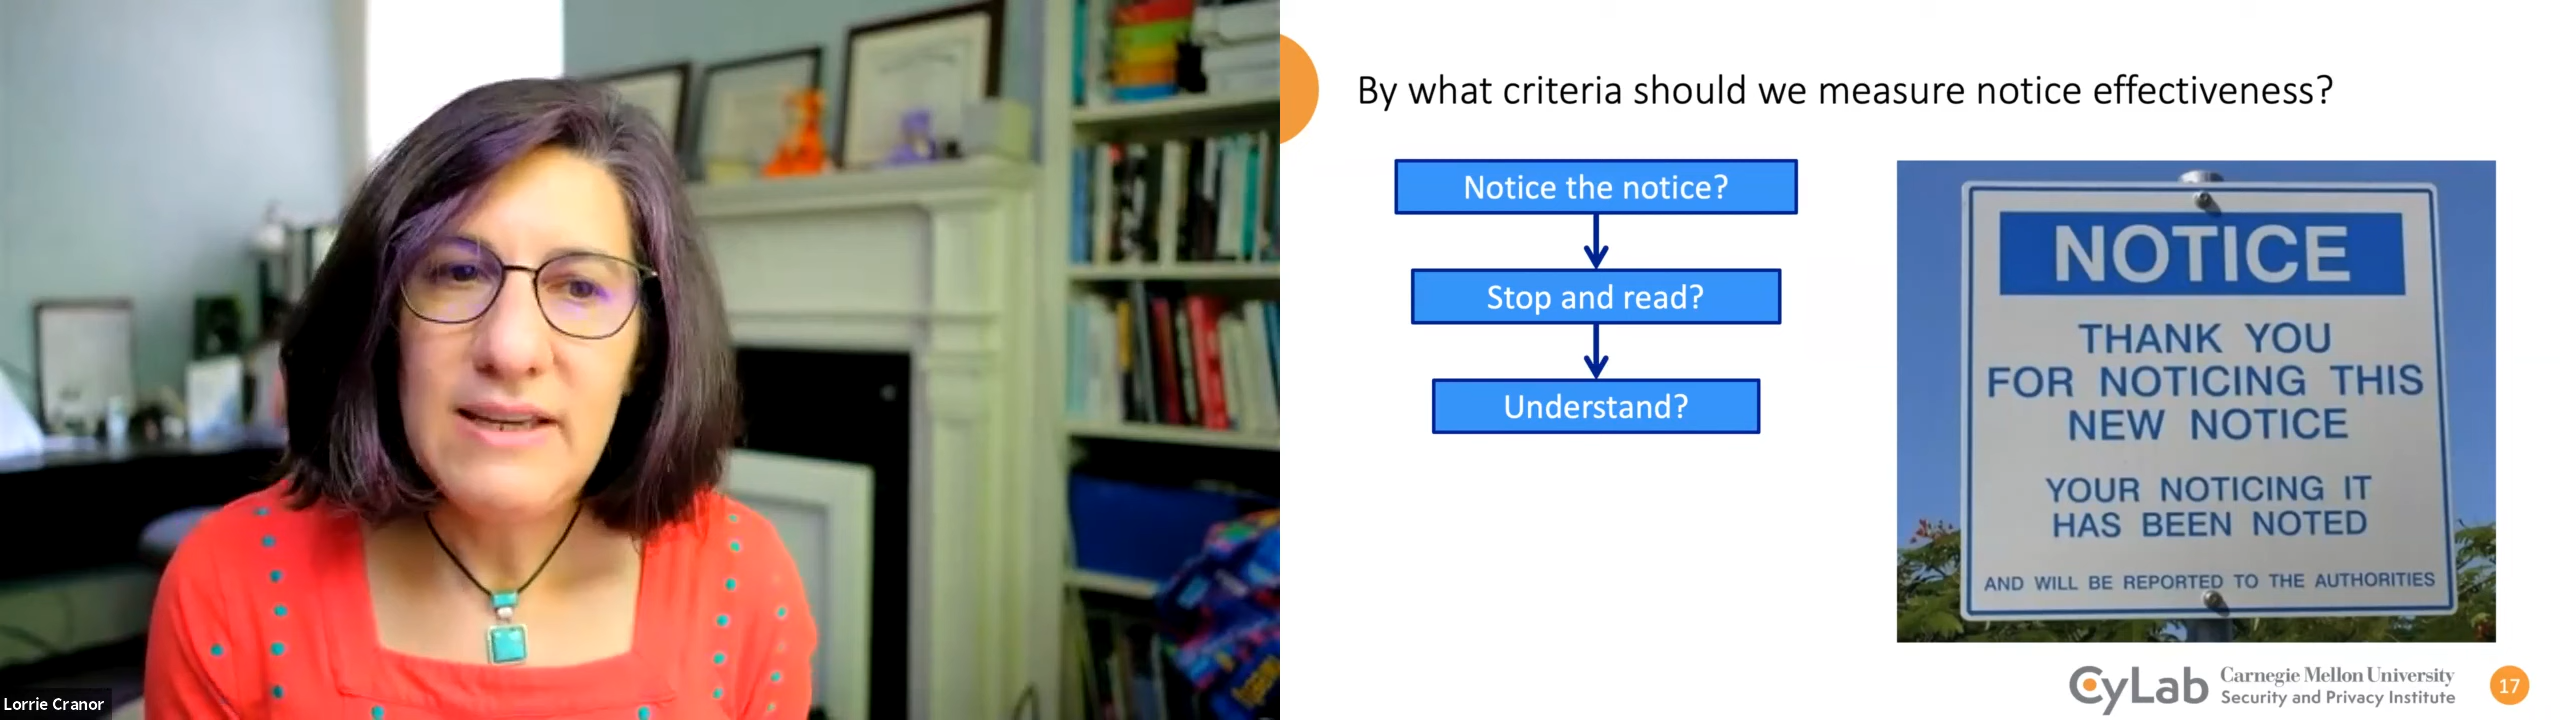 Lorrie Cranor
By what criteria should we measure notice effectiveness?
Notice the notice?
Stop and read?
Understand?
NOTICE
THANK YOU
FOR NOTICING THIS
NEW NOTICE
YOUR NOTICING IT
HAS BEEN NOTED
AND WILL BE REPORTED TO THE AUTHORITIES
CyLab
Carnegie Mellon University
Security and Privacy Institute
17